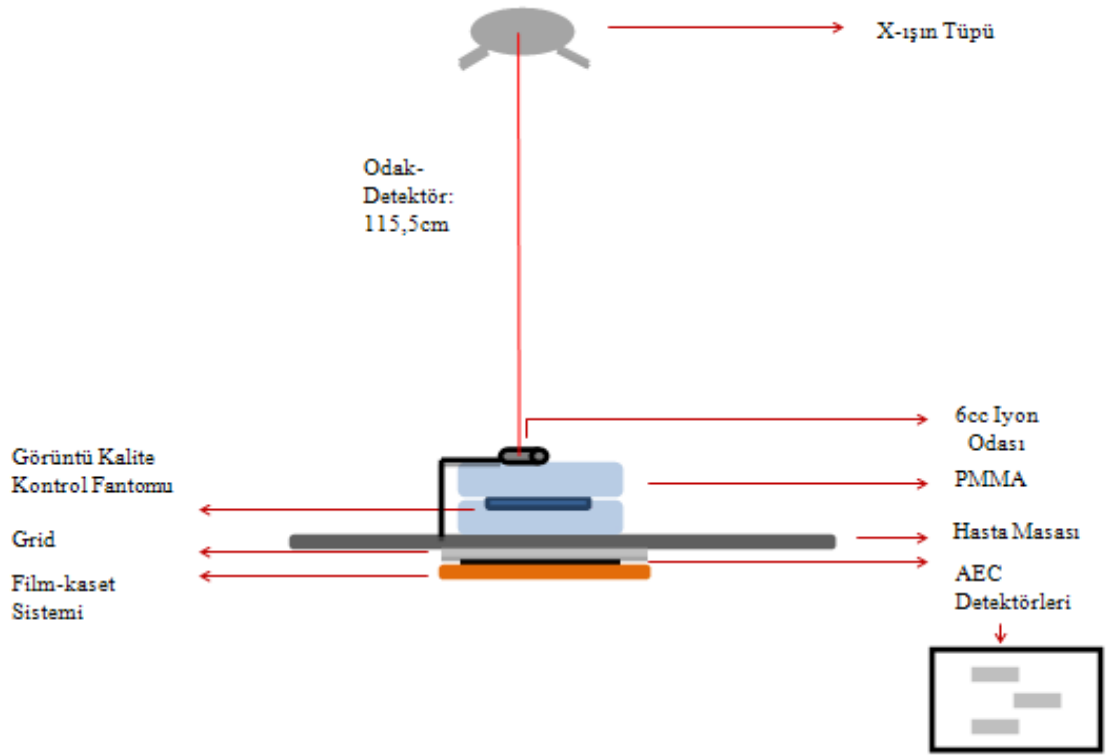 X-ışın Tüpü
Odak-
Detektör:
115,5cm
6cc Iyon
Odası
Görüntü Kalite
Kontrol Fantomu
PMMA
Grid
Hasta Masası
Film-kaset
Sistemi
AEC
Detektörleri